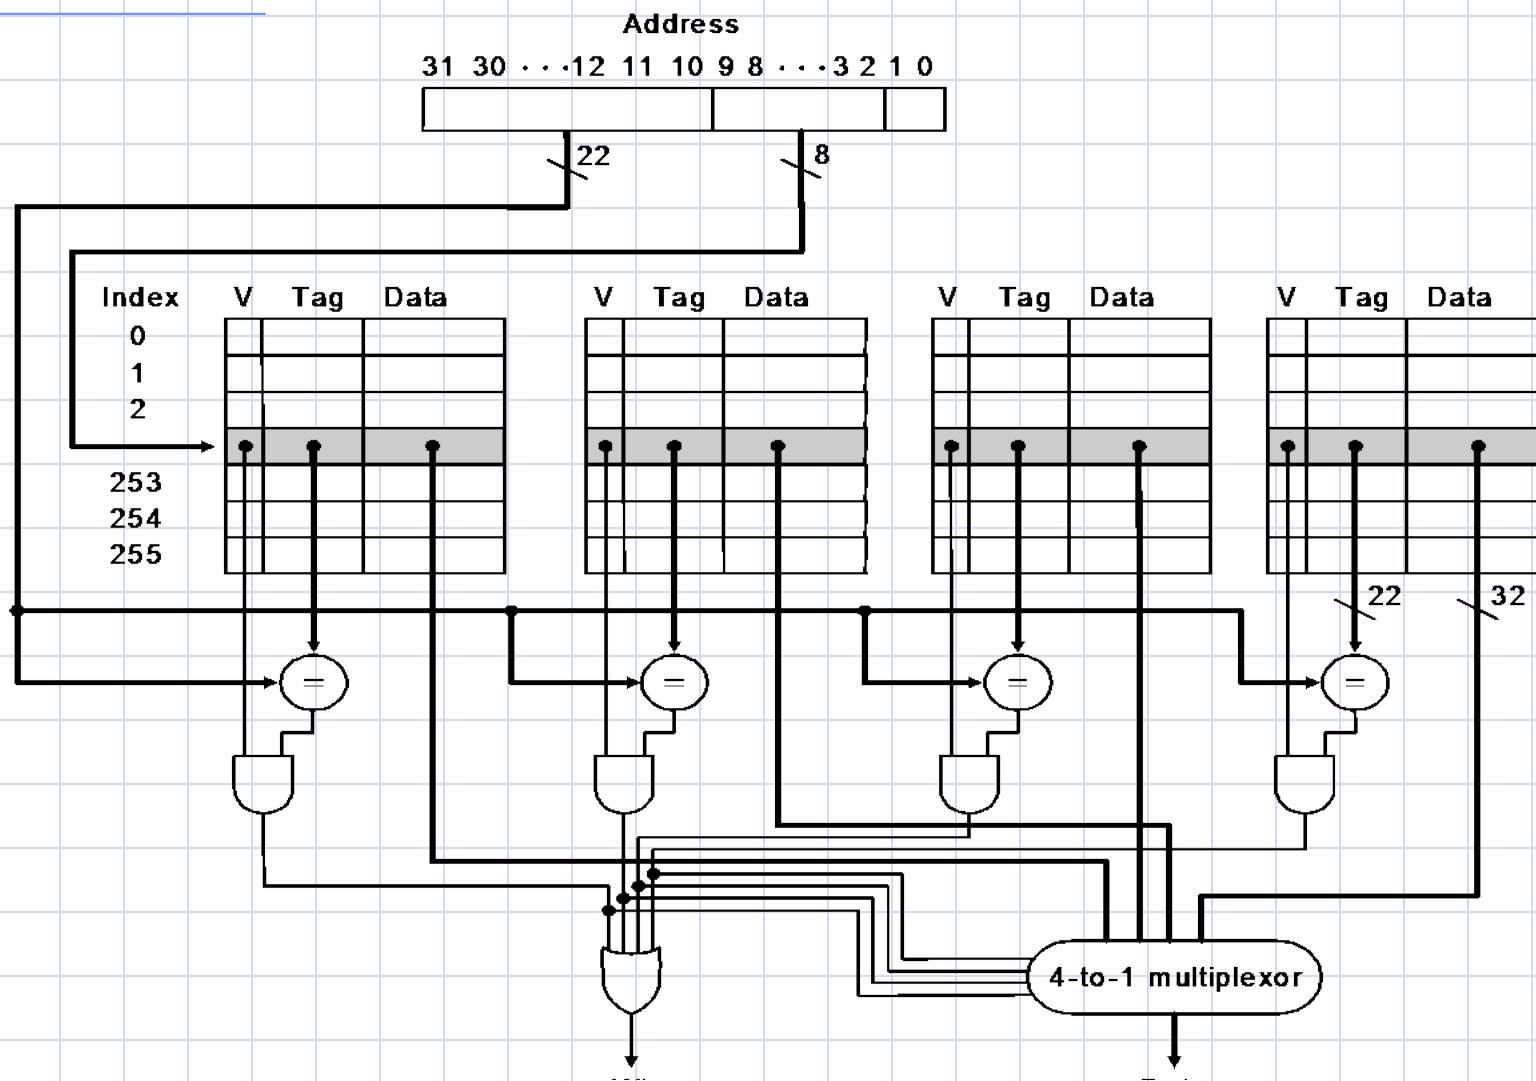 Address
31 30 · · ·12 11 10 9 8 · · ·3 2 1 0
22
8
Index V Tag Data V Tag Data V Tag Data V Tag Data
0
1
2
253
254
255
22 32
= = = =
4-to-1 multiplexor